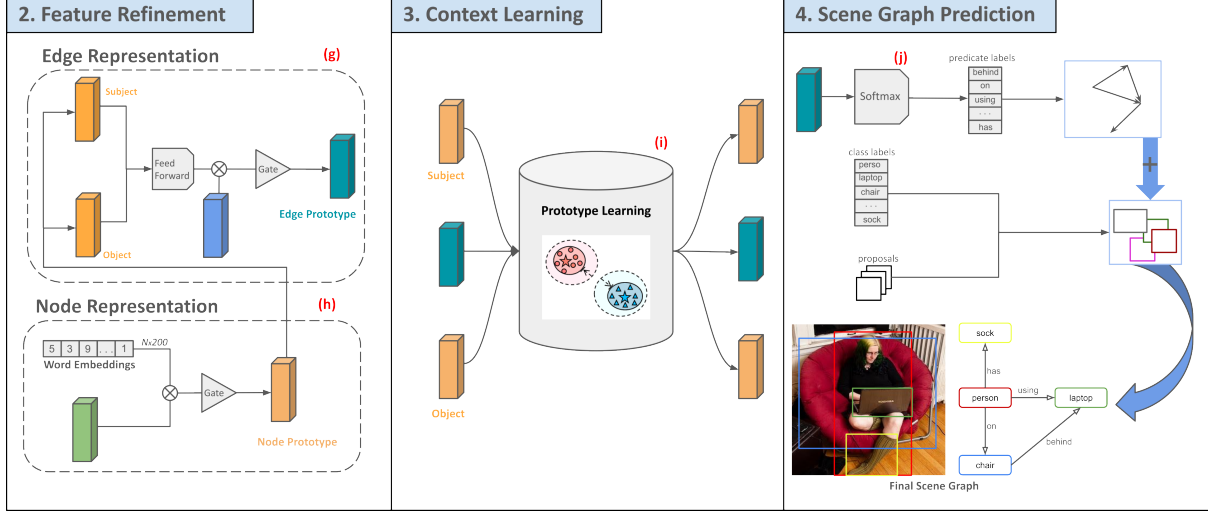 2. Feature Refinement
Edge Representation
(g)
Subject
Feed
Forward
Gate
Edge Prototype
Object
Node Representation
(h)
5 3 9 ... 1
Nx200
Word Embeddings
Gate
Node Prototype
3. Context Learning
(i)
Subject
Prototype Learning
Object
4. Scene Graph Prediction
(j)
predicate labels
Softmax
behind
on
using
...
has
+
class labels
perso
laptop
chair
...
sock
proposals
sock
has
person
using
laptop
on
behind
chair
Final Scene Graph